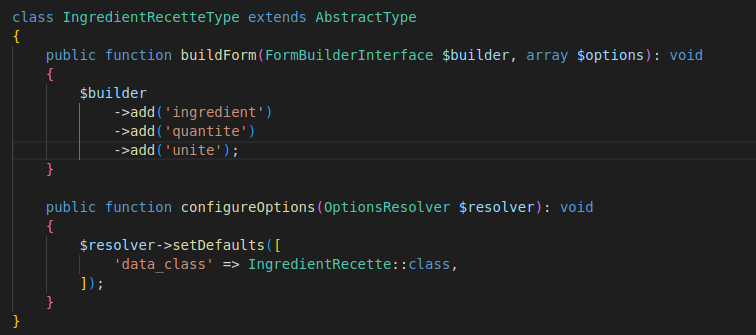 class IngredientRecetteType extends AbstractType
{
    public function buildForm(FormBuilderInterface $builder, array $options): void
    {
        $builder
            ->add('ingredient')
            ->add('quantite')
            ->add('unite');
    }

    public function configureOptions(OptionsResolver $resolver): void
    {
        $resolver->setDefaults([
            'data_class' => IngredientRecette::class,
        ]);
    }
}